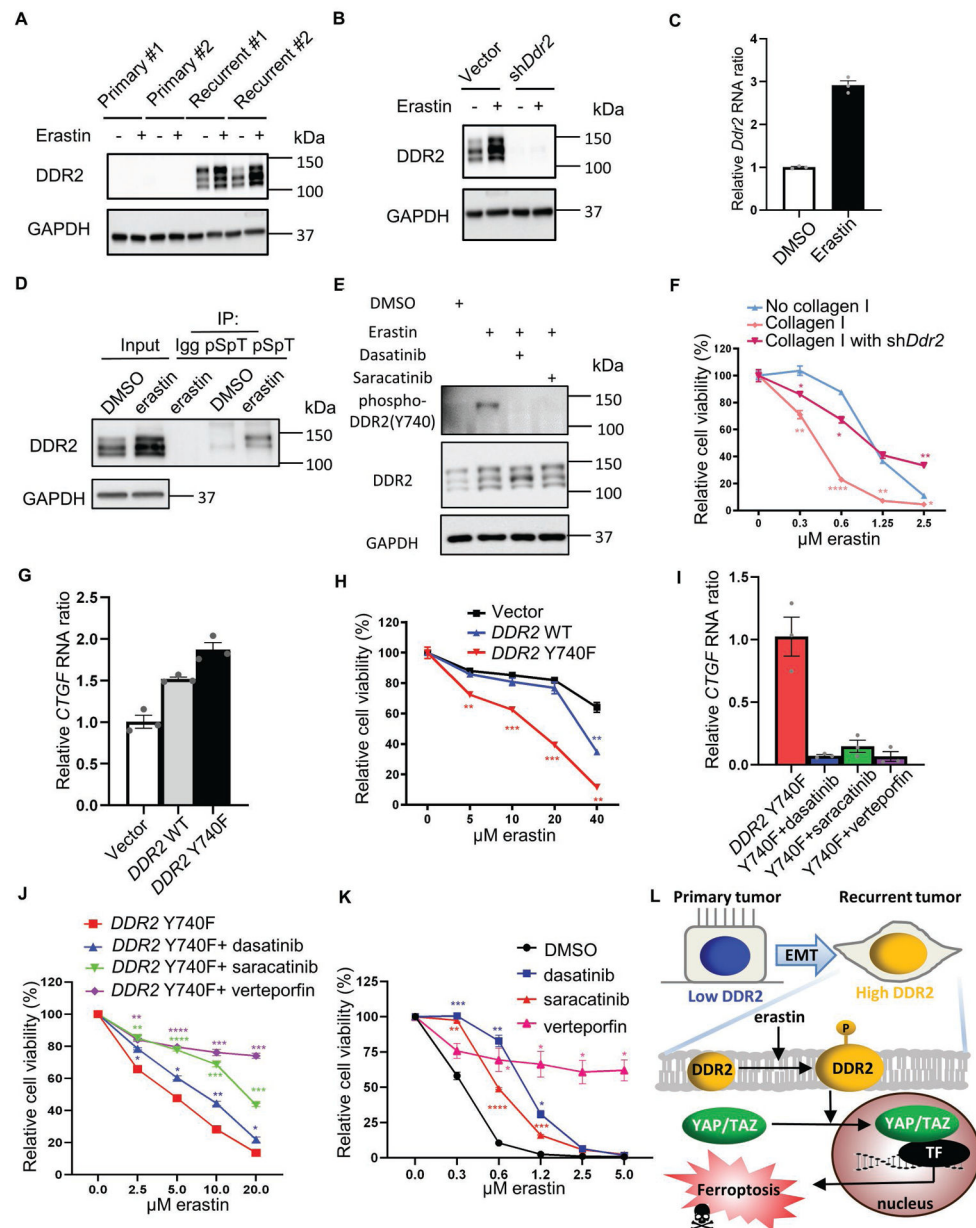 A
Primary #1
Primary #2
Recurrent #1
Recurrent #2
Erastin - + - + - + - + kDa
DDR2
150
100
GAPDH
37
B
Vector
shDdr2
Erastin - + - + kDa
DDR2
150
100
GAPDH
37
C
Relative Ddr2 RNA ratio
4
3
2
1
0
DMSO
Erastin
D
IP:
Input Igg pSpT pSpT
DMSO
erastin
erastin
DMSO
erastin
kDa
DDR2
150
100
GAPDH
37
E
DMSO +
Erastin + + +
Dasatinib +
Saracatinib +
kDa
phospho-
DDR2(Y740)
150
100
DDR2
150
100
GAPDH
37
F
No collagen I
Collagen I
Collagen I with shDdr2
Relative cell viability (%)
120
100
80
60
40
20
0
* ** * **** ** ** *
0 0.3 0.6 1.25 2.5
µM erastin
G
Relative CTGF RNA ratio
2.5
2.0
1.5
1.0
0.5
0.0
Vector
DDR2 WT
DDR2 Y740F
H
Vector
DDR2 WT
DDR2 Y740F
Relative cell viability (%)
120
100
80
60
40
20
0
** *** *** ** **
0 5 10 20 40
µM erastin
I
Relative CTGF RNA ratio
1.5
1.0
0.5
0.0
DDR2 Y740F
Y740F+dasatinib
Y740F+saracatinib
Y740F+verteporfin
J
DDR2 Y740F
DDR2 Y740F+ dasatinib
DDR2 Y740F+ saracatinib
DDR2 Y740F+ verteporfin
Relative cell viability (%)
120
100
80
60
40
20
0
** **** *** ***
** **** *** ***
* * ** *
0.0 2.5 5.0 10.0 20.0
µM erastin
K
DMSO
dasatinib
saracatinib
verteporfin
Relative cell viability (%)
125
100
75
50
25
0
*** ** *
** **** ***
* * * *
0.0 0.3 0.6 1.2 2.5 5.0
µM erastin
L
Primary tumor
Recurrent tumor
EMT
Low DDR2
High DDR2
erastin
P
DDR2
DDR2
YAP/TAZ
YAP/TAZ
TF
Ferroptosis
nucleus